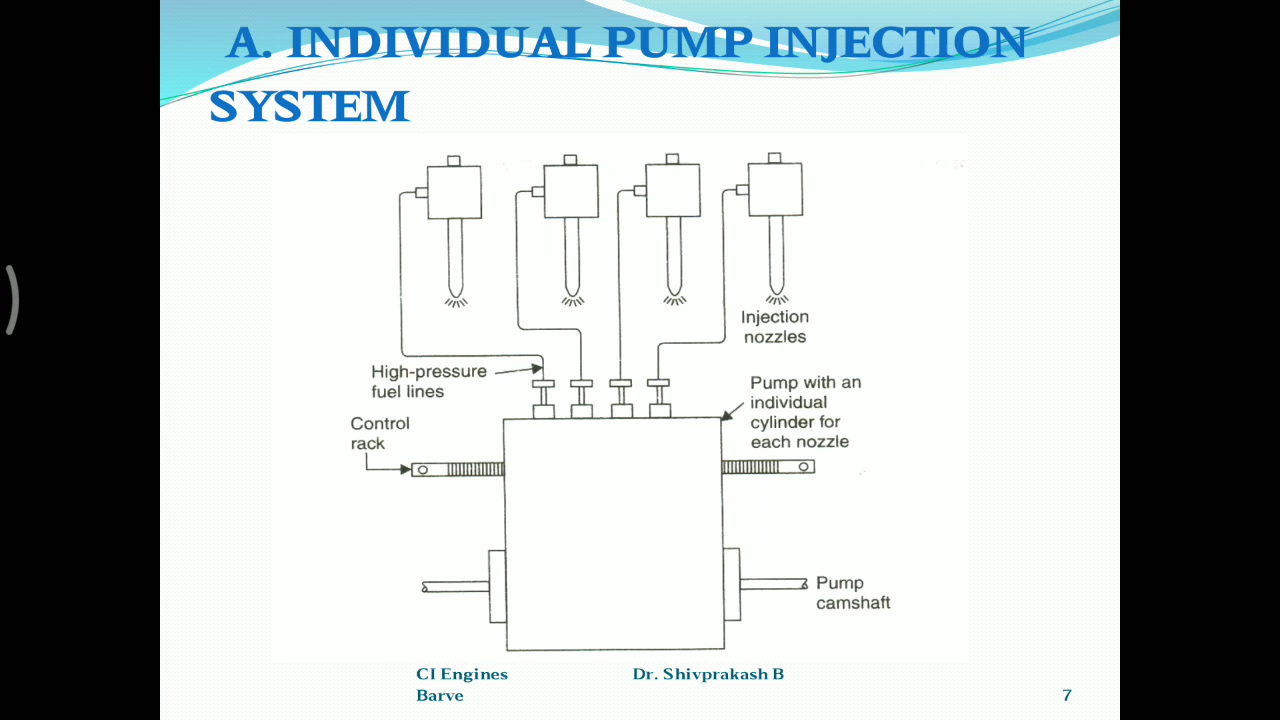 A. INDIVIDUAL PUMP INJECTION
SYSTEM
Injection
nozzles
High-pressure
fuel lines
Pump with an
individual
cylinder for
each nozzle
Control
rack
Pump
camshaft
CI Engines Dr. Shivprakash B
Barve
7